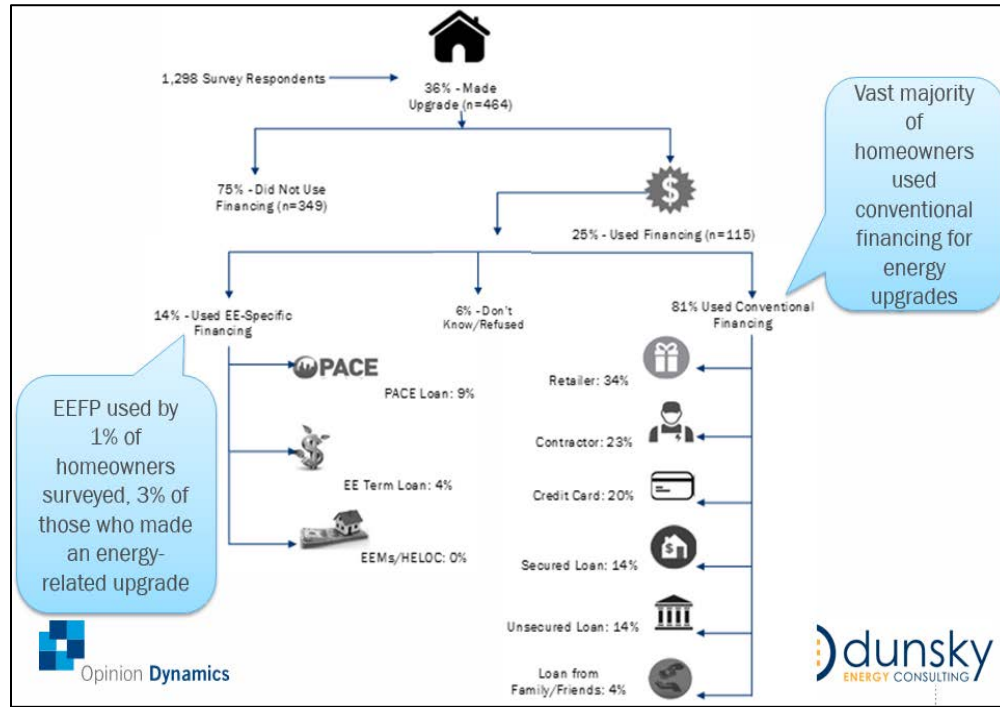 1,298 Survey Respondents
36% - Made
Upgrade (n=464)
75% - Did Not Use
Financing (n=349)
$
25% - Used Financing (n=115)
Vast majority
of
homeowners
used
conventional
financing for
energy
upgrades
14% - Used EE-Specific
Financing
6% - Don't
Know/Refused
81% Used Conventional
Financing
PACE
PACE Loan: 9%
EE Term Loan: 4%
EEMs/HELOC: 0%
Retailer: 34%
Contractor: 23%
Credit Card: 20%
Secured Loan: 14%
Unsecured Loan: 14%
Loan from
Family/Friends: 4%
EEFP used by
1% of
homeowners
surveyed, 3% of
those who made
an energy-
related upgrade
Opinion Dynamics
dunsky
ENERGY CONSULTING